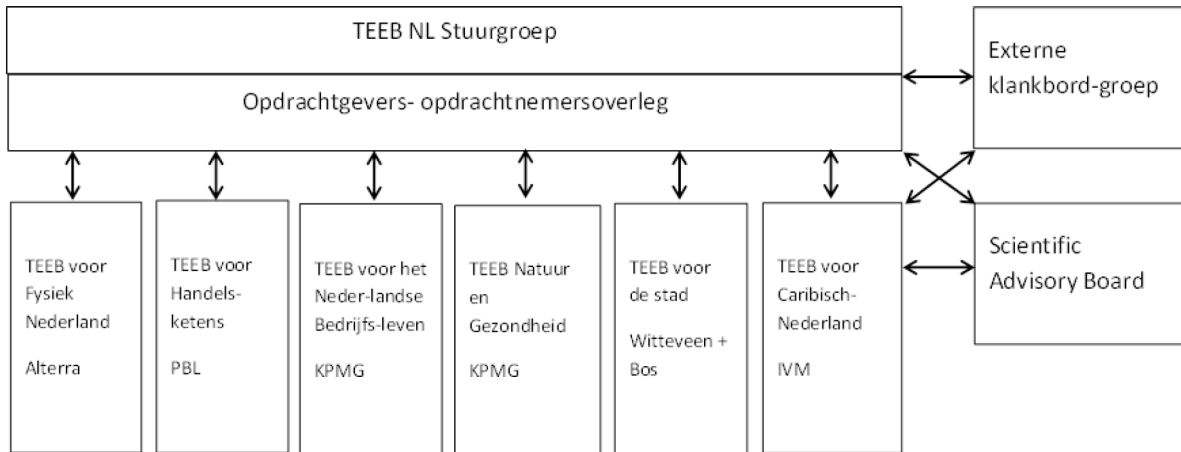 TEEB NL Stuurgroep
Opdrachtgevers- opdrachtnemersoverleg
Externe
klankbord-groep
TEEB voor
Fysiek
Nederland
Alterra
TEEB voor
Handels-
ketens
PBL
TEEB voor het
Neder-landse
Bedrijfs-leven
KPMG
TEEB Natuur
en
Gezondheid
KPMG
TEEB voor
de stad
Witteveen +
Bos
TEEB voor
Caribisch-
Nederland
IVM
Scientific
Advisory Board